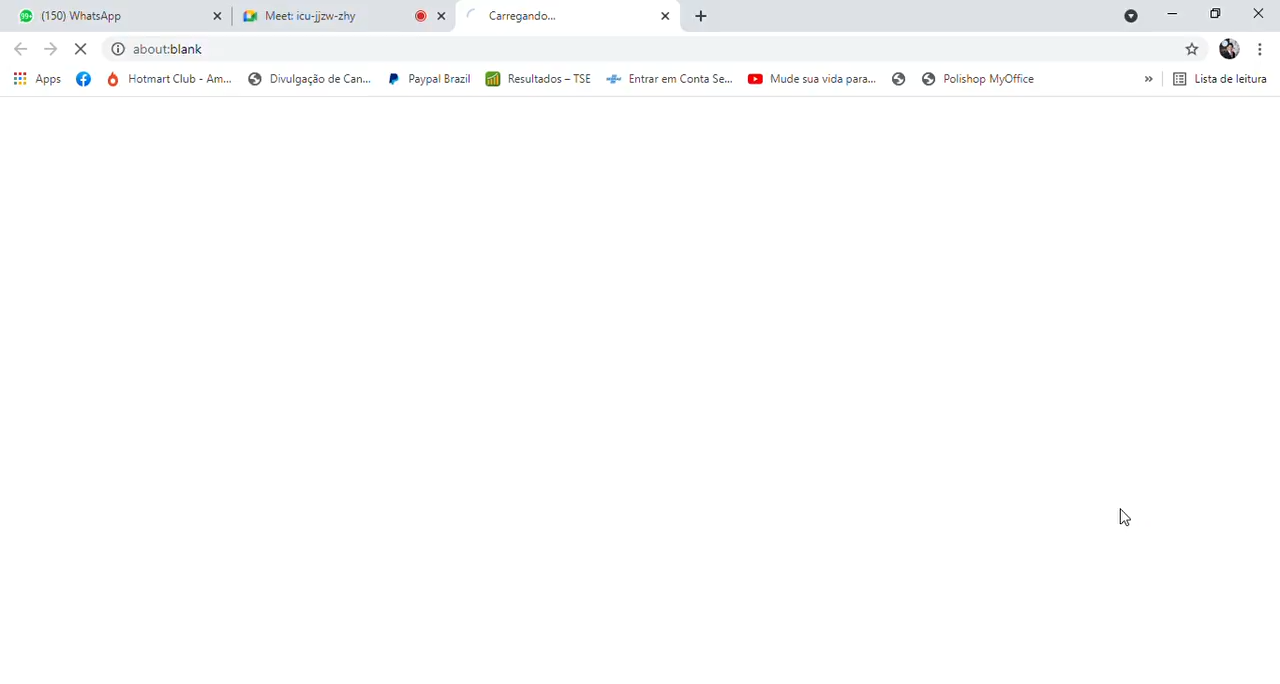 99+ (150) WhatsApp
Meet: icu-jjzw-zhy
Carregando...
about:blank
Apps
Hotmart Club - Am...
Divulgação de Can...
Paypal Brazil
Resultados – TSE
Entrar em Conta Se...
Mude sua vida para...
Polishop MyOffice
»
Lista de leitura